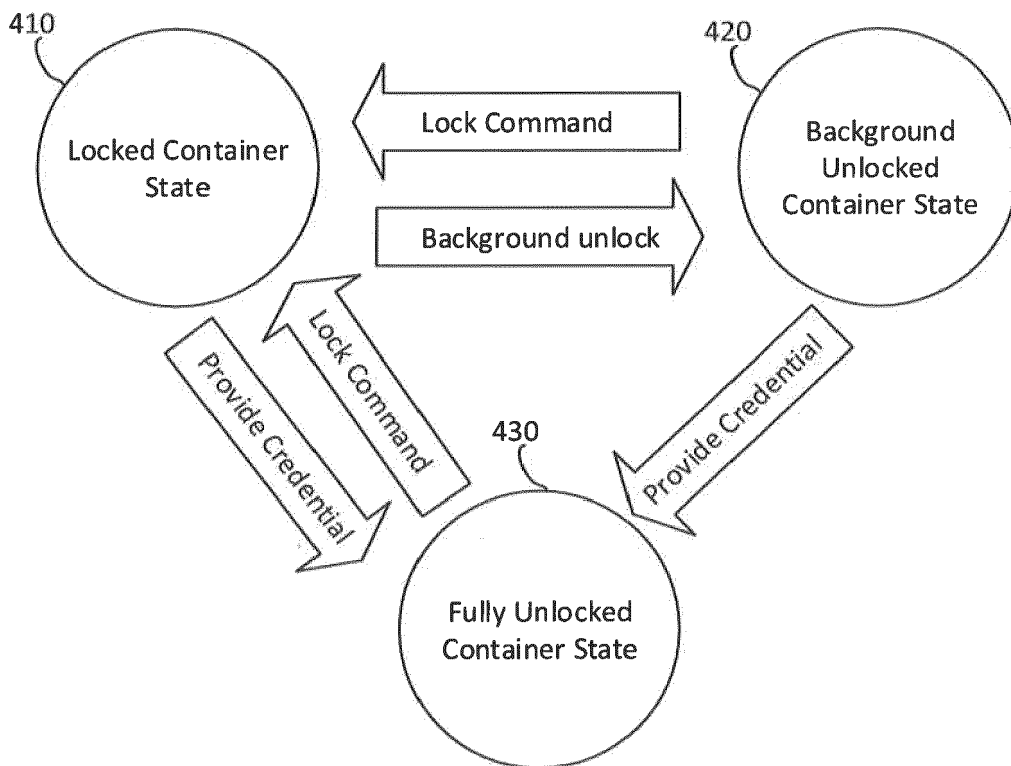 410
420
Locked Container
State
Lock Command
Background
Unlocked
Container State
Background unlock
Provide Credential
Lock Command
Provide Credential
430
Fully Unlocked
Container State